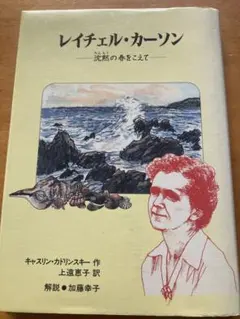 レイチェル・カーソン
―沈黙の春をこえて―
キャスリン・カドリンスキー 作
上遠恵子 訳
解説●加藤幸子